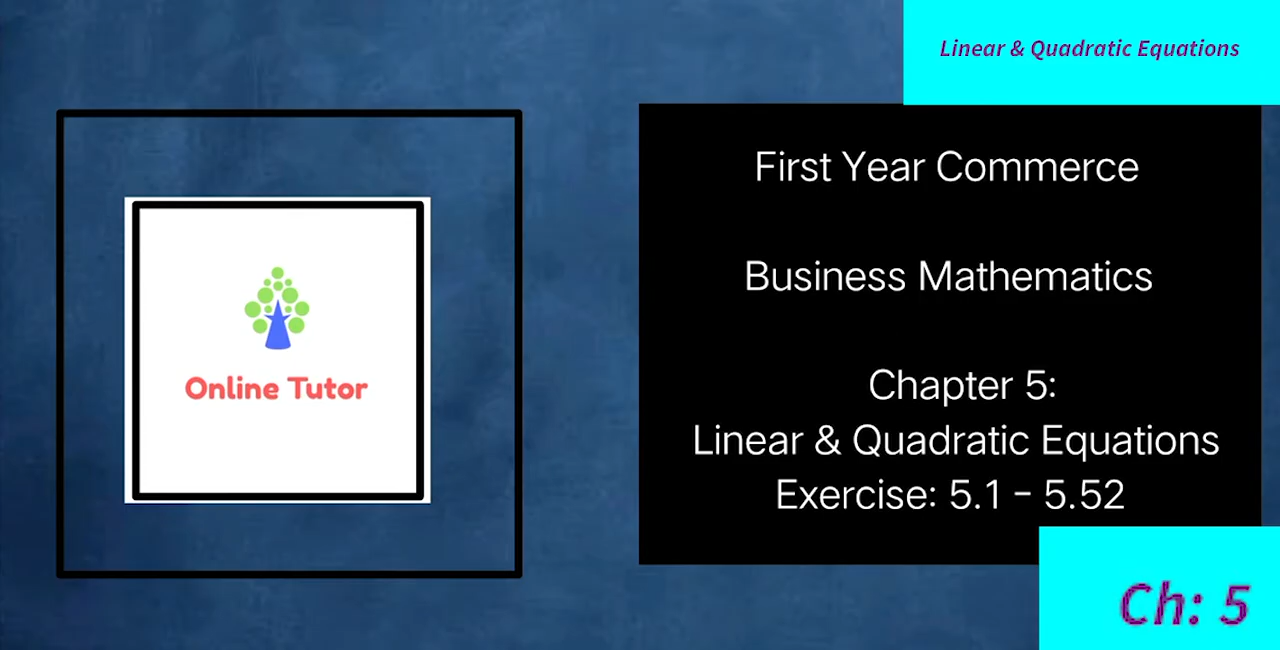 Linear & Quadratic Equations
First Year Commerce
Business Mathematics
Chapter 5:
Linear & Quadratic Equations
Exercise: 5.1 - 5.52
Online Tutor
Ch: 5